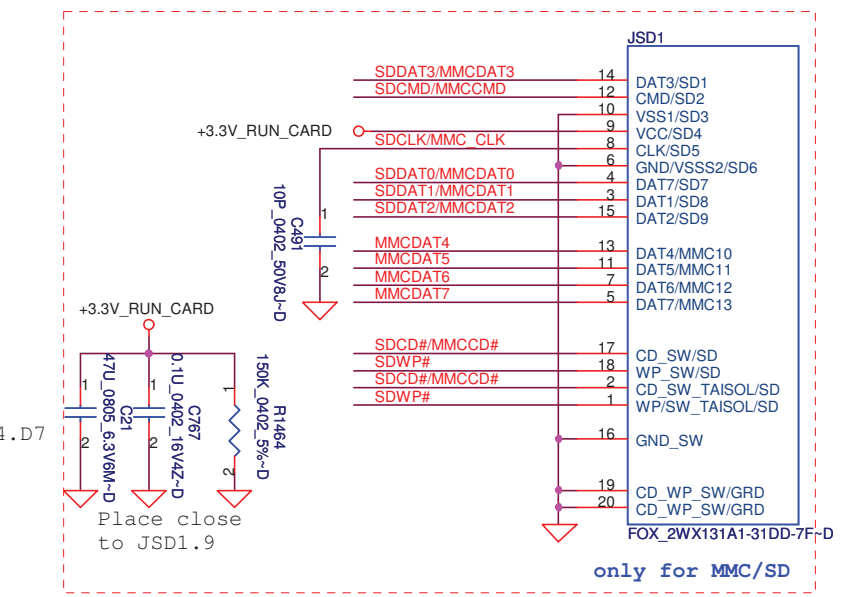 JSD1
SDDAT3/MMCDAT3 14 DAT3/SD1
SDCMD/MMCCMD 12 CMD/SD2
10 VSS1/SD3
+3.3V_RUN_CARD 9 VCC/SD4
SDCLK/MMC_CLK 8 CLK/SD5
6 GND/VSSS2/SD6
SDDAT0/MMCDAT0 4 DAT7/SD7
SDDAT1/MMCDAT1 3 DAT1/SD8
SDDAT2/MMCDAT2 15 DAT2/SD9
1
C491
10P_0402_50V8J~D
2
MMCDAT4 13 DAT4/MMC10
MMCDAT5 11 DAT5/MMC11
MMCDAT6 7 DAT6/MMC12
MMCDAT7 5 DAT7/MMC13
+3.3V_RUN_CARD
SDCD#/MMCCD# 17 CD_SW/SD
SDWP# 18 WP_SW/SD
SDCD#/MMCCD# 2 CD_SW_TAISOL/SD
SDWP# 1 WP/SW_TAISOL/SD
16 GND_SW
19 CD_WP_SW/GRD
20 CD_WP_SW/GRD
4.D7
1
C21
47U_0805_6.3V6M~D
2
1
C767
0.1U_0402_16V4Z~D
2
1
R1464
150K_0402_5%~D
2
Place close
to JSD1.9
FOX_2WX131A1-31DD-7F~D
only for MMC/SD